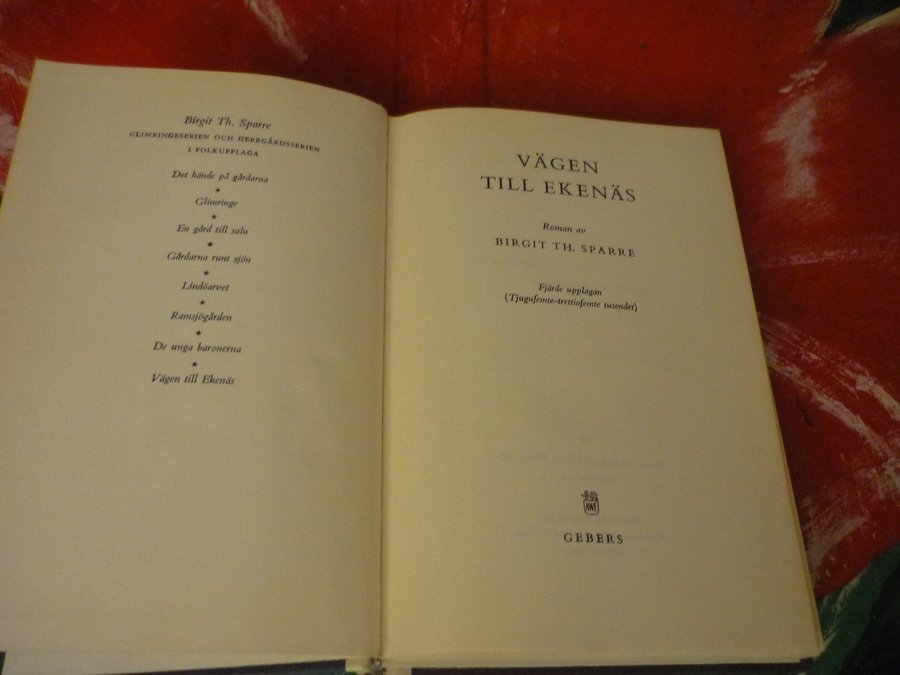 Birgit Th. Sparre
GLIMRINGESERIEN OCH HERRGÅRDSSERIEN
I FOLKUPPLAGA
Det hände på gårdarna
*
Glimringe
*
En gård till salu
*
Gårdarna runt sjön
*
Lindöarvet
*
Ramsjögården
*
De unga baronerna
*
Vägen till Ekenäs
VÄGEN
TILL EKENÄS
Roman av
BIRGIT TH. SPARRE
Fjärde upplagan
(Tjugufemte-trettiofemte tusendet)
AWE
GEBERS